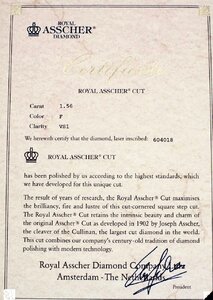 ROYAL
ASSCHER®
DIAMOND
Certificate
ROYAL ASSCHER® CUT
Carat 1.56
Color F
Clarity VS1
We herewith certify that the diamond, laser inscribed: 604018
ROYAL ASSCHER® CUT
has been polished by us according to the highest standards, which
we have developed for this unique cut.
The result of years of research, the Royal Asscher® Cut maximises
the brilliancy, fire and lustre of this cut-cornered square step cut.
The Royal Asscher® Cut retains the intense beauty and charm of
the original Asscher® Cut as developed in 1902 by Joseph Asscher,
the cleaver of the Cullinan, the largest cut diamond in the world.
This cut combines our company's century-old tradition of diamond
polishing with modern technology.
Royal Asscher Diamond Company
Amsterdam - The Netherlands
President